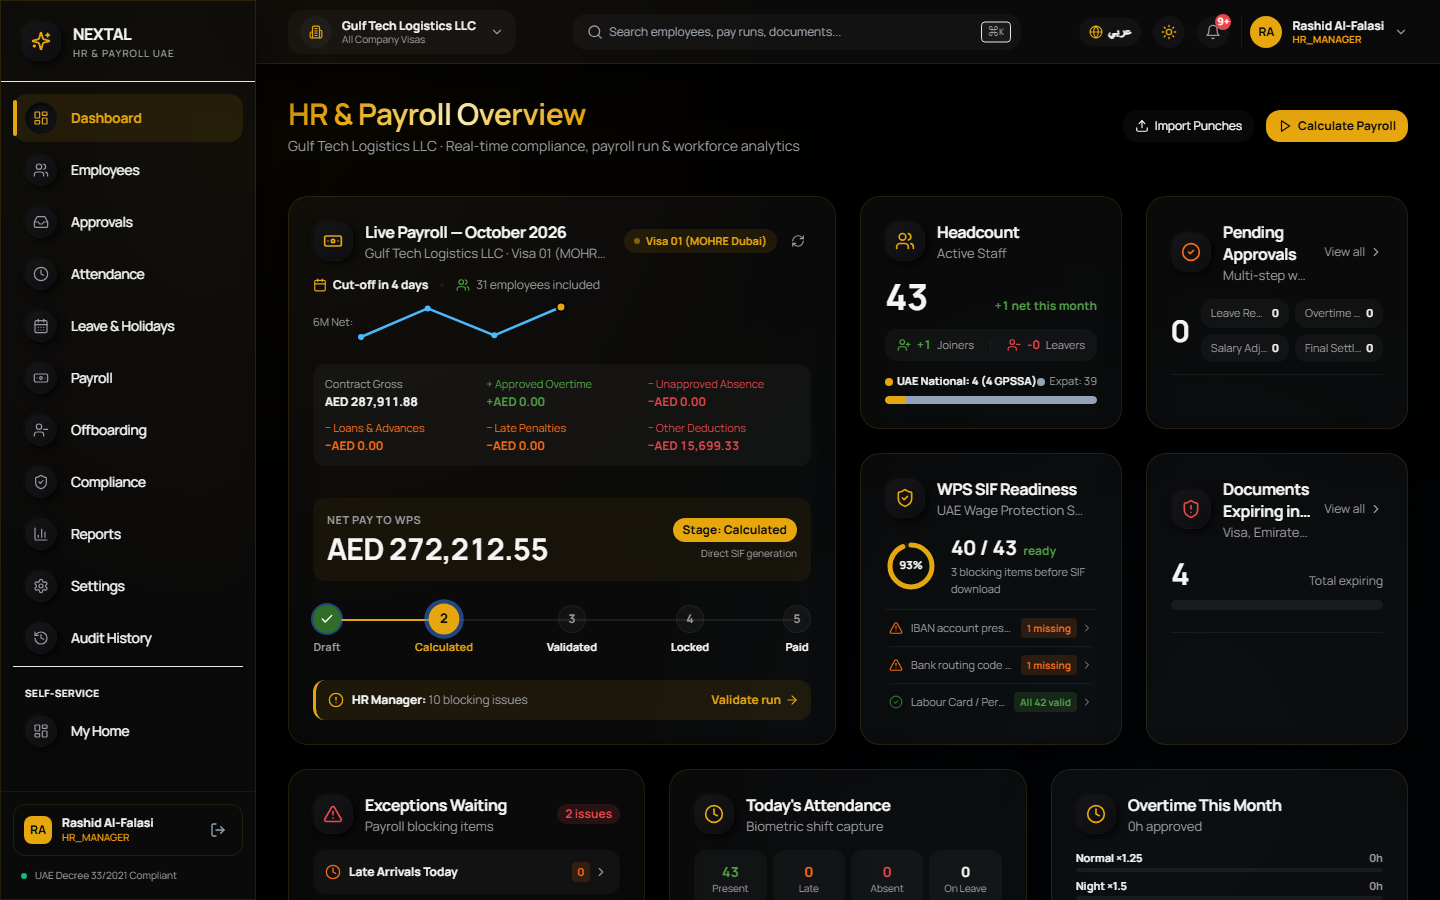 NEXTAL
HR & PAYROLL UAE
Dashboard
Employees
Approvals
Attendance
Leave & Holidays
Payroll
Offboarding
Compliance
Reports
Settings
Audit History
SELF-SERVICE
My Home
RA
Rashid Al-Falasi
HR_MANAGER
UAE Decree 33/2021 Compliant
Gulf Tech Logistics LLC
All Company Visas
Search employees, pay runs, documents...
⌘K
عربي
9+
RA
Rashid Al-Falasi
HR_MANAGER
HR & Payroll Overview
Gulf Tech Logistics LLC · Real-time compliance, payroll run & workforce analytics
Import Punches
Calculate Payroll
Live Payroll — October 2026
Gulf Tech Logistics LLC · Visa 01 (MOHR...
Visa 01 (MOHRE Dubai)
Cut-off in 4 days
31 employees included
6M Net:
Contract Gross
AED 287,911.88
+ Approved Overtime
+AED 0.00
− Unapproved Absence
−AED 0.00
− Loans & Advances
−AED 0.00
− Late Penalties
−AED 0.00
− Other Deductions
−AED 15,699.33
NET PAY TO WPS
AED 272,212.55
Stage: Calculated
Direct SIF generation
2
3
4
5
Draft
Calculated
Validated
Locked
Paid
HR Manager: 10 blocking issues
Validate run →
Headcount
Active Staff
43
+1 net this month
+1 Joiners
-0 Leavers
UAE National: 4 (4 GPSSA)
Expat: 39
Pending Approvals
Multi-step w...
View all
0
Leave Re... 0
Overtime ... 0
Salary Adj... 0
Final Settl... 0
WPS SIF Readiness
UAE Wage Protection S...
93%
40 / 43 ready
3 blocking items before SIF
download
IBAN account pres... 1 missing
Bank routing code ... 1 missing
Labour Card / Per... All 42 valid
Documents
Expiring in...
Visa, Emirate...
View all
4
Total expiring
Exceptions Waiting
Payroll blocking items
2 issues
Late Arrivals Today
0
Today's Attendance
Biometric shift capture
43
Present
0
Late
0
Absent
0
On Leave
Overtime This Month
0h approved
Normal ×1.25
0h
Night ×1.5
0h